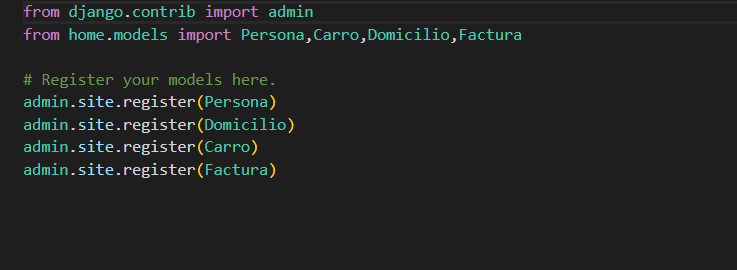 from django.contrib import admin
from home.models import Persona,Carro,Domicilio,Factura
# Register your models here.
admin.site.register(Persona)
admin.site.register(Domicilio)
admin.site.register(Carro)
admin.site.register(Factura)